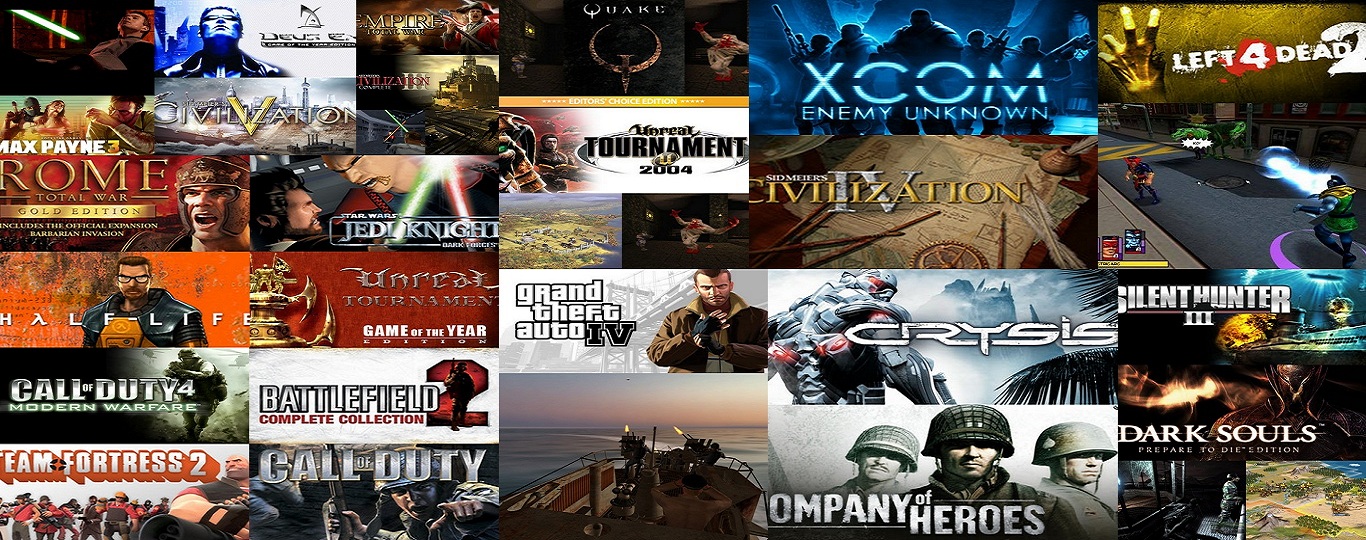 DEUS EX
GAME OF THE YEAR EDITION
EMPIRE
TOTAL WAR
CIVILIZATION
III
COMPLETE
MAX PAYNE 3
CIVILIZATION
V
ROME
TOTAL WAR
GOLD EDITION
INCLUDES THE OFFICIAL EXPANSION
BARBARIAN INVASION
STAR WARS
JEDI KNIGHT
DARK FORCES
HALF-LIFE
UNREAL
TOURNAMENT
GAME OF THE YEAR
EDITION
CALL OF DUTY 4
MODERN WARFARE
BATTLEFIELD 2
COMPLETE COLLECTION
TEAM FORTRESS 2
CALL OF DUTY
QUAKE
EDITORS' CHOICE EDITION
UNREAL
TOURNAMENT
2004
grand
theft
auto IV
XCOM
ENEMY UNKNOWN
SID MEIER'S
CIVILIZATION
IV
CRYSIS
OMPANY of
HEROES
LEFT 4 DEAD 2
SILENT HUNTER
III
DARK SOULS
PREPARE TO DIE EDITION